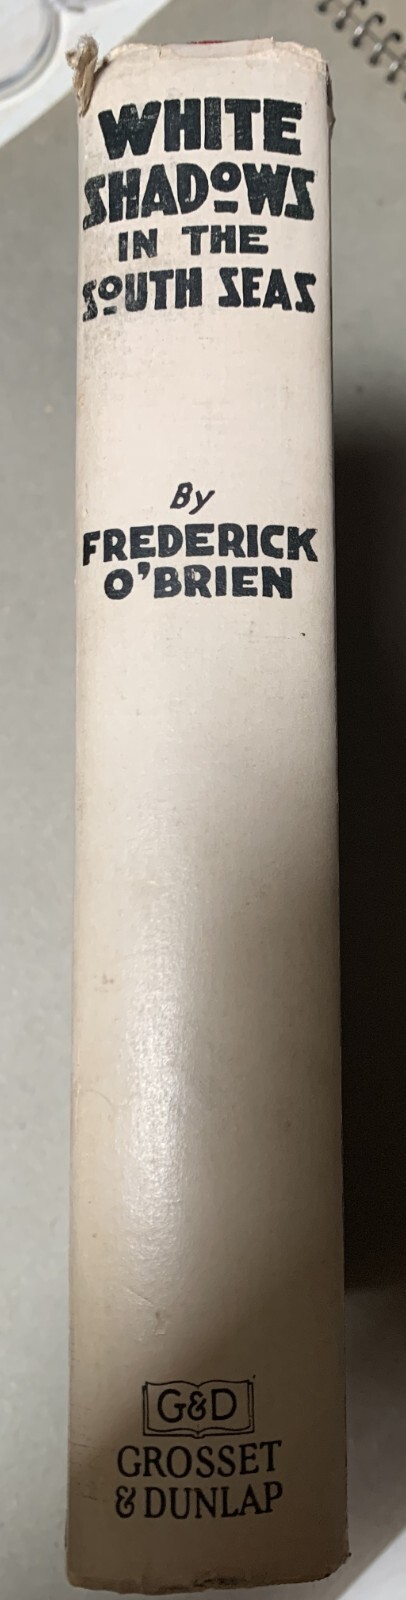 WHITE
SHADOWS
IN THE
SOUTH SEAS
By
FREDERICK
O'BRIEN
G&D
GROSSET
& DUNLAP